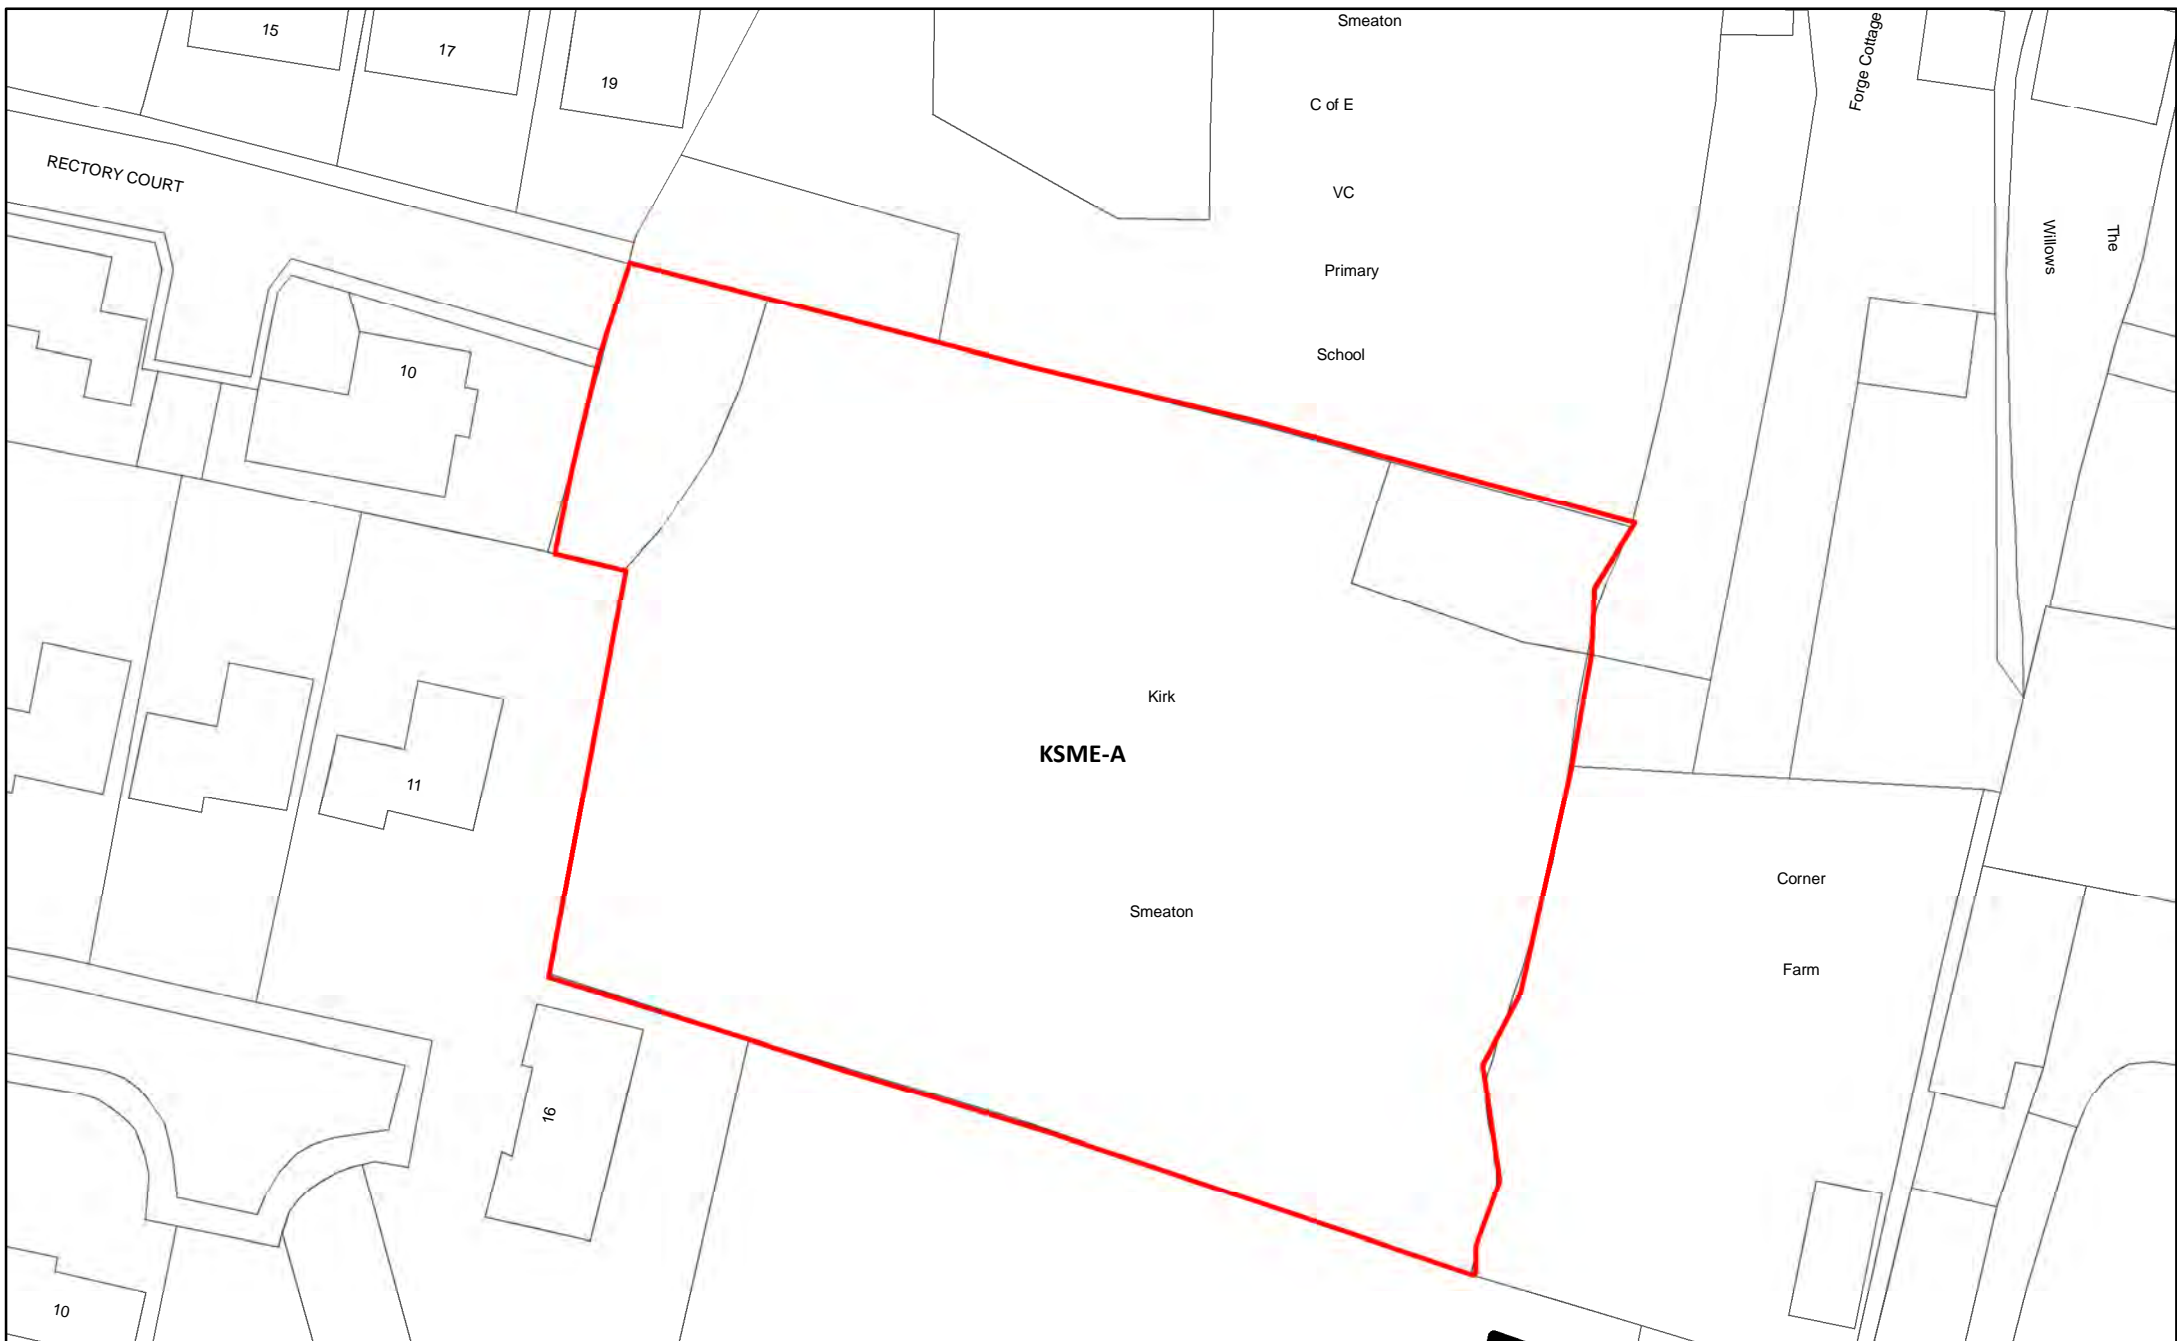 15
17
19
Smeaton
C of E
VC
Primary
School
Forge Cottage
The
Willows
RECTORY COURT
10
Kirk
KSME-A
11
Corner
Smeaton
Farm
16
10